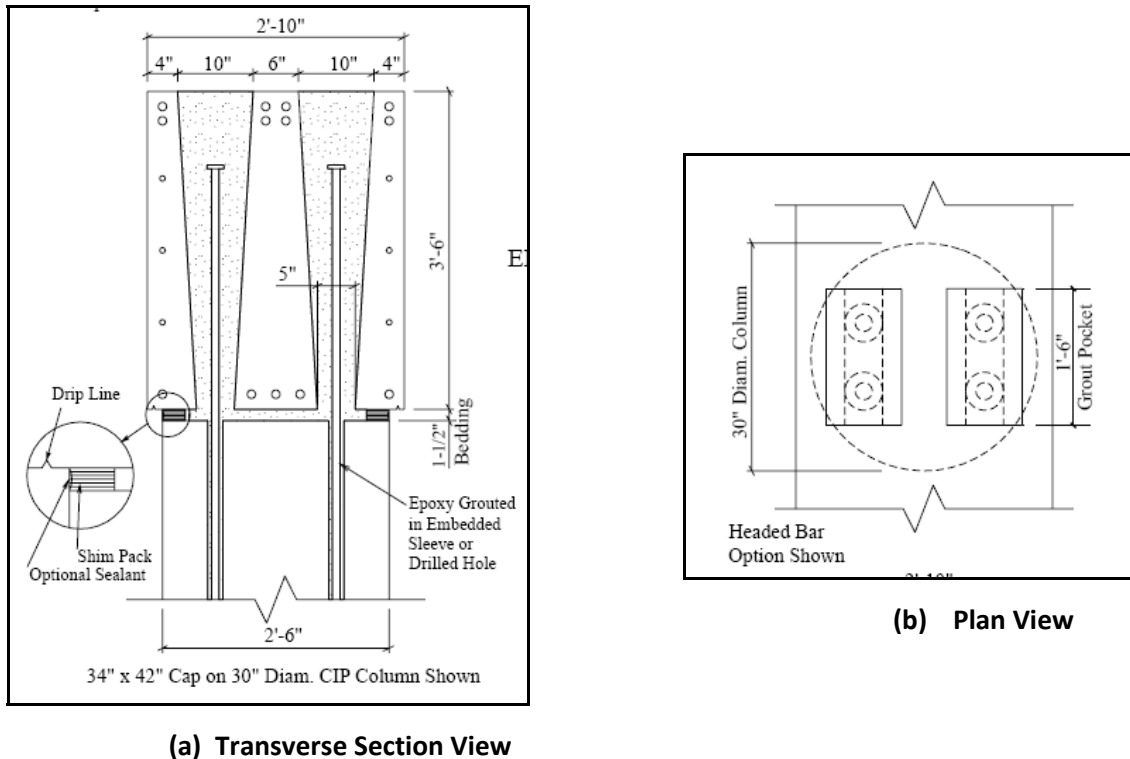 2'-10"
4" 10" 6" 10" 4"
3'-6"
5"
Drip Line
1-1/2"
Bedding
Epoxy Grouted
in Embedded
Sleeve or
Drilled Hole
Shim Pack
Optional Sealant
2'-6"
34" x 42" Cap on 30" Diam. CIP Column Shown
(a) Transverse Section View
30" Diam. Column
1'-6"
Grout Pocket
Headed Bar
Option Shown
(b) Plan View